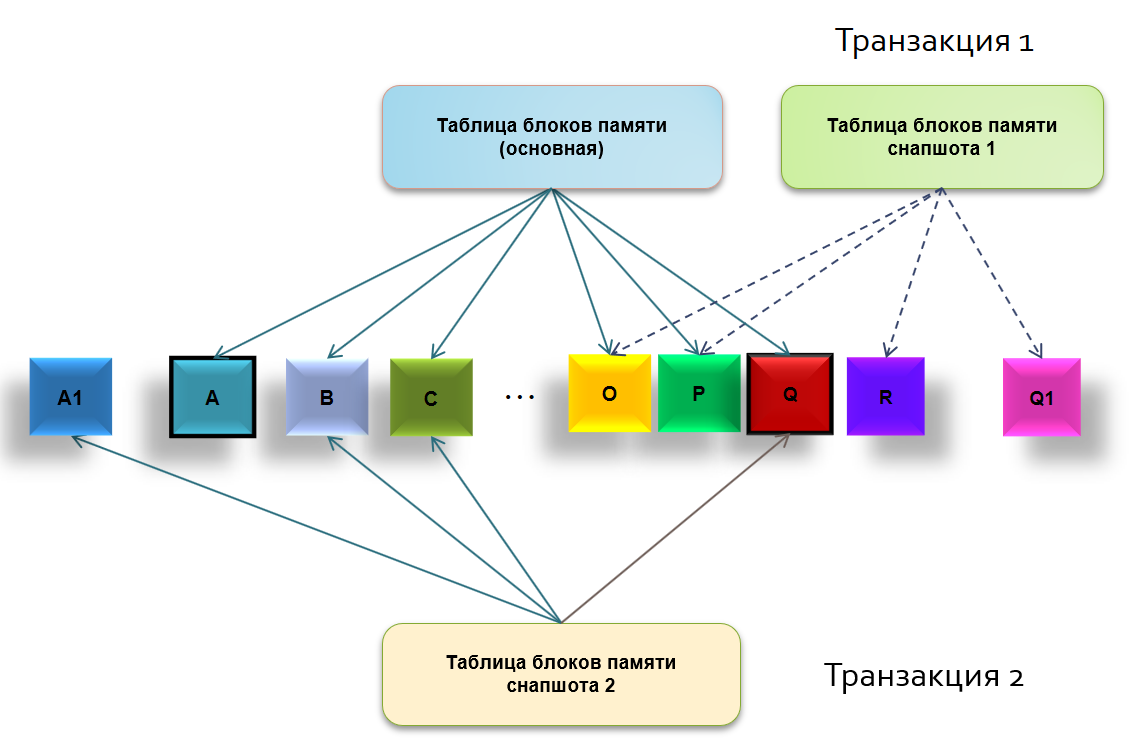 Транзакция 1
Таблица блоков памяти
(основная)
Таблица блоков памяти
снапшота 1
A1
A
B
C
...
O
P
Q
R
Q1
Таблица блоков памяти
снапшота 2
Транзакция 2